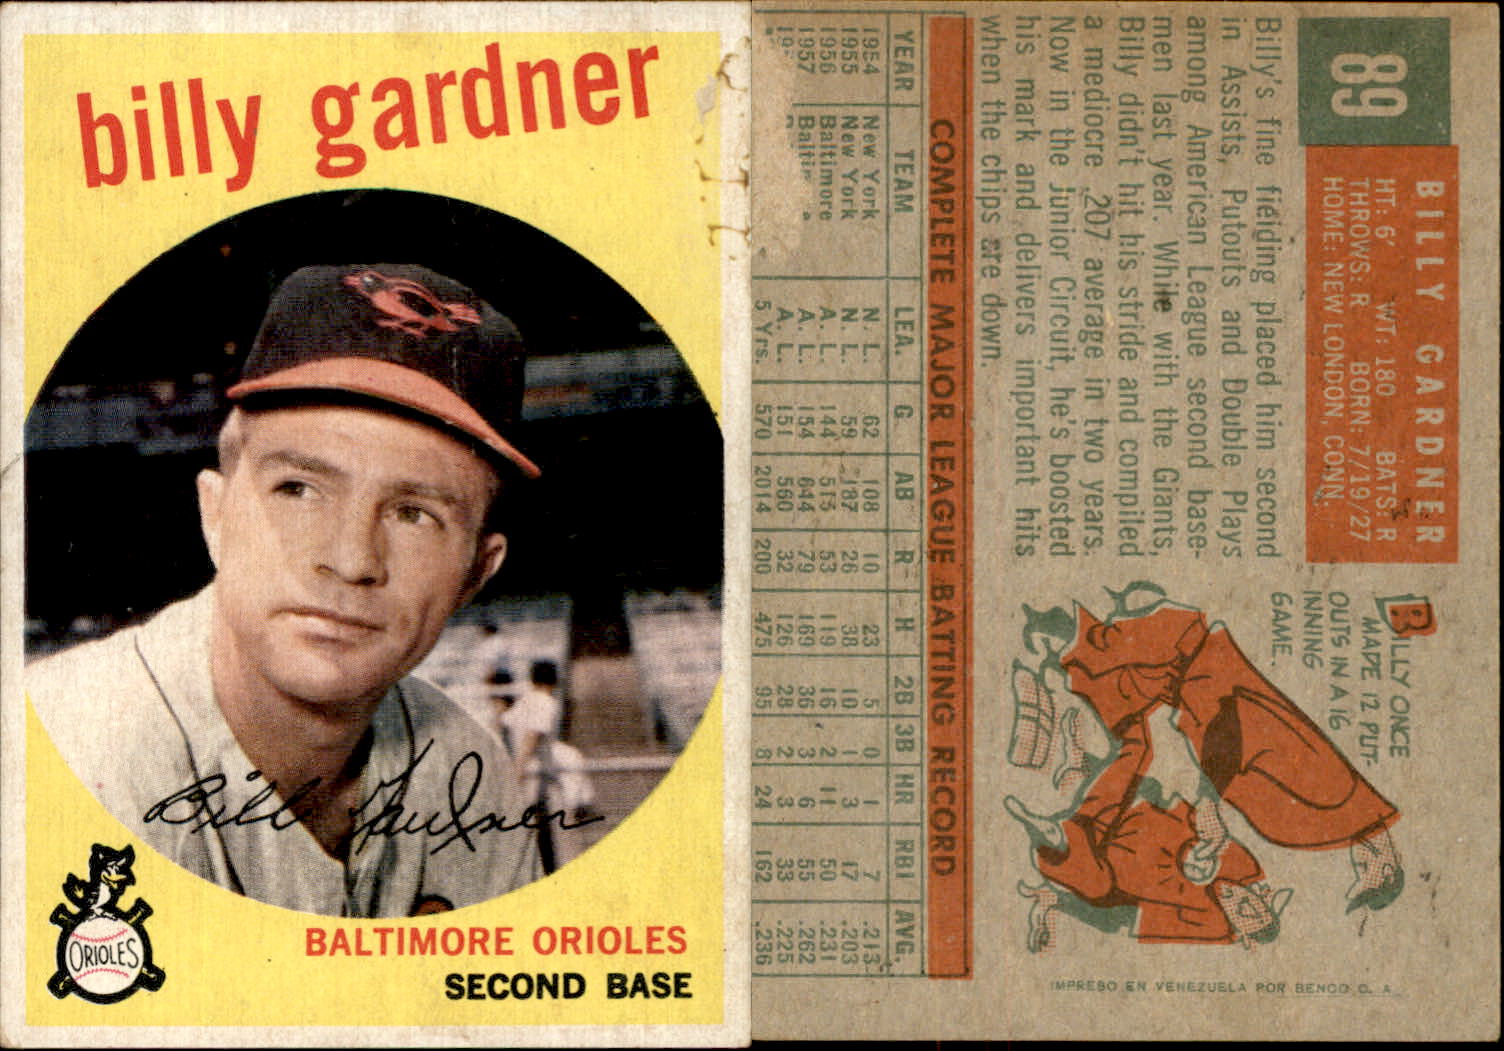 billy gardner
Bill Gardner
ORIOLES
BALTIMORE ORIOLES
SECOND BASE
89
BILLY GARDNER
HT: 6' WT: 180 BATS: R
THROWS: R BORN: 7/19/27
HOME: NEW LONDON, CONN.
Billy's fine fielding placed him second
in Assists, Putouts and Double Plays
among American League second base-
men last year. While with the Giants,
Billy didn't hit his stride and compiled
a mediocre .207 average in two years.
Now in the Junior Circuit, he's boosted
his mark and delivers important hits
when the chips are down.
BILLY ONCE
MADE 12 PUT-
OUTS IN A 16
INNING
GAME.
COMPLETE MAJOR LEAGUE BATTING RECORD
YEAR TEAM LEA. G AB R H 2B 3B HR RBI AVG.
1954 New York N. L. 62 108 10 23 5 0 1 7 .213
1955 New York N. L. 59 187 26 38 10 1 3 17 .203
1956 Baltimore A. L. 144 515 53 119 16 2 11 50 .231
1957 Baltim A. L. 154 644 79 169 36 3 6 55 .262
A. L. 151 560 32 126 28 2 3 33 .225
5 Yrs. 570 2014 200 475 95 8 24 162 .236
IMPRESO EN VENEZUELA POR BENCO C. A.